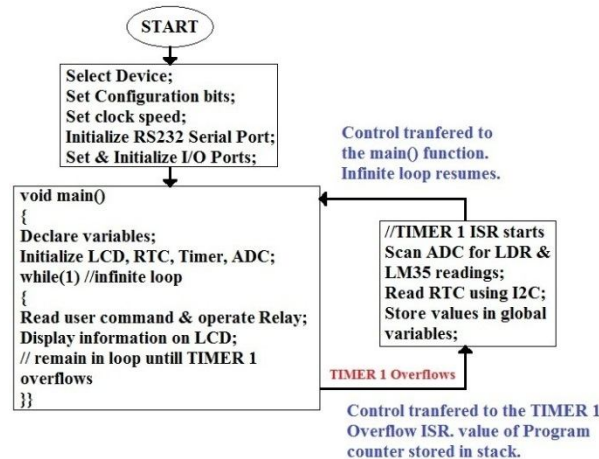 START
Select Device;
Set Configuration bits;
Set clock speed;
Initialize RS232 Serial Port;
Set & Initialize I/O Ports;
void main()
{
Declare variables;
Initialize LCD, RTC, Timer, ADC;
while(1) //infinite loop
{
Read user command & operate Relay;
Display information on LCD;
// remain in loop untill TIMER 1
overflows
}}
TIMER 1 Overflows
Control tranfered to the TIMER 1
Overflow ISR. value of Program
counter stored in stack.
//TIMER 1 ISR starts
Scan ADC for LDR &
LM35 readings;
Read RTC using I2C;
Store values in global
variables;
Control tranfered to
the main() function.
Infinite loop resumes.